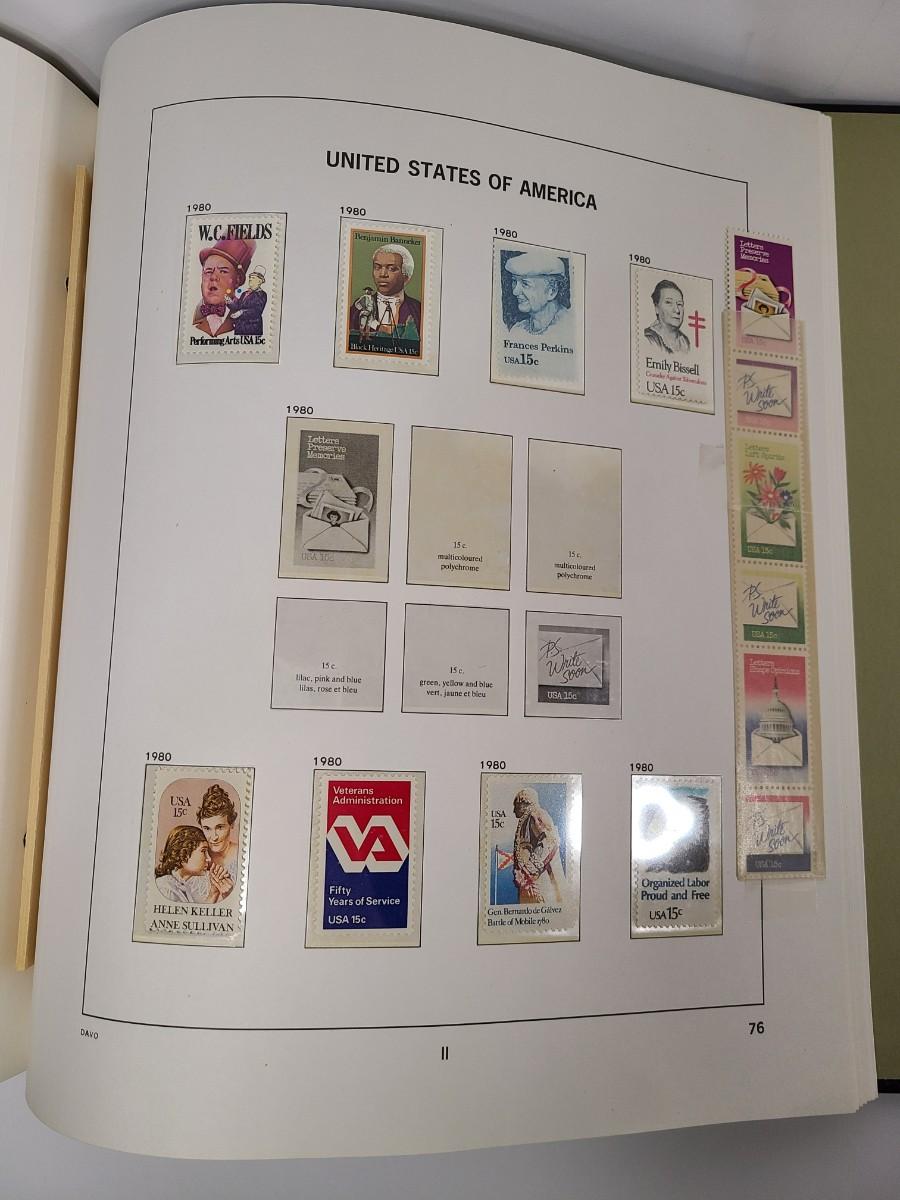 UNITED STATES OF AMERICA
1980
W.C. FIELDS
Performing Arts USA 15c
1980
Benjamin Banneker
Black Heritage USA 15c
1980
Frances Perkins
USA 15c
1980
Emily Bissell
Crusader Against Tuberculosis
USA 15c
Letters
Preserve
Memories
USA 15c
P.S.
Write
Soon
Letters
Lift Spirits
USA 15c
P.S.
Write
Soon
USA 15c
Letters
Shape Opinions
P.S.
Write
Soon
USA 15c
1980
Letters
Preserve
Memories
USA 15c
15 c.
multicoloured
polychrome
15 c.
multicoloured
polychrome
15 c.
lilac, pink and blue
lilas, rose et bleu
15 c.
green, yellow and blue
vert, jaune et bleu
P.S.
Write
Soon
USA 15c
1980
USA
15c
HELEN KELLER
ANNE SULLIVAN
1980
Veterans
Administration
VA
Fifty
Years of Service
USA 15c
1980
USA
15c
Gen. Bernardo de Gálvez
Battle of Mobile 1780
1980
Organized Labor
Proud and Free
USA 15c
DAVO
II
76